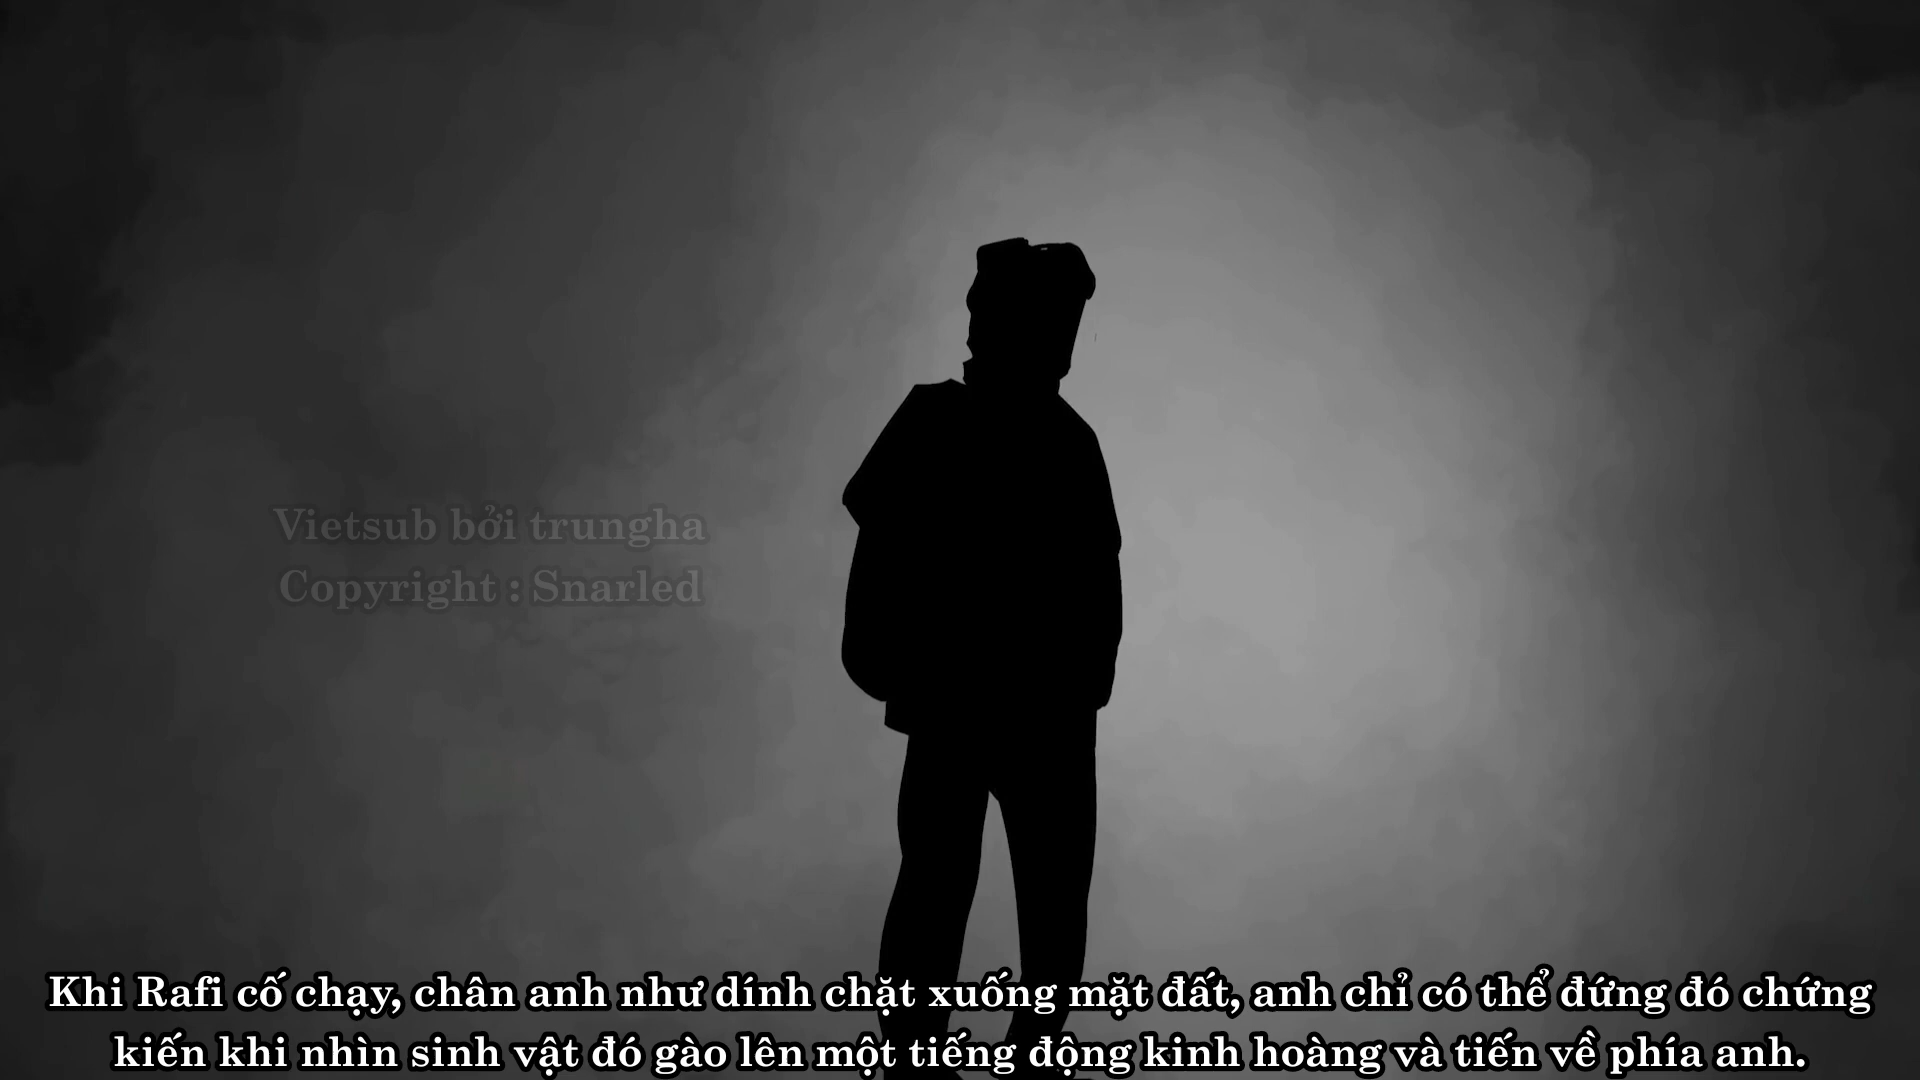 Vietsub bởi trungha
Copyright : Snarled
Khi Rafi cố chạy, chân anh như dính chặt xuống mặt đất, anh chỉ có thể đứng đó chứng
kiến khi nhìn sinh vật đó gào lên một tiếng động kinh hoàng và tiến về phía anh.